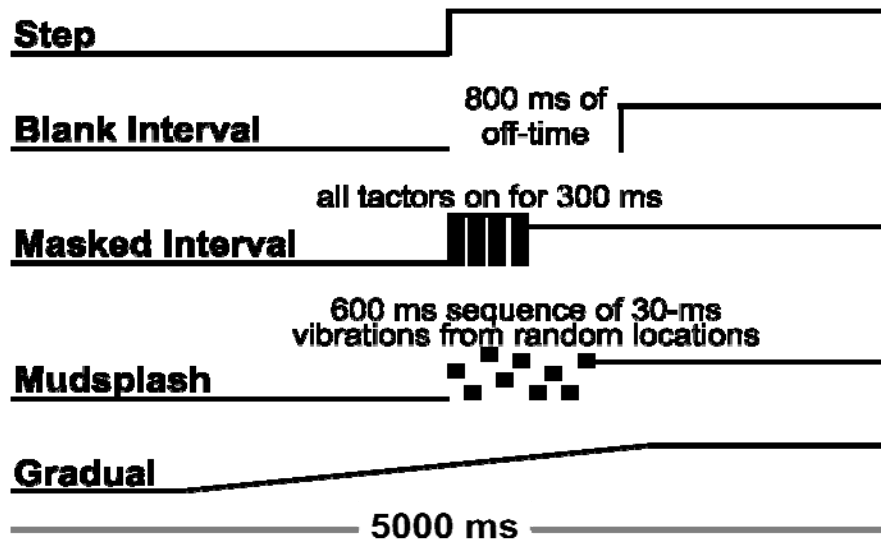 Step
800 ms of
off-time
Blank Interval
all tactors on for 300 ms
Masked Interval
600 ms sequence of 30-ms
vibrations from random locations
Mudsplash
Gradual
5000 ms